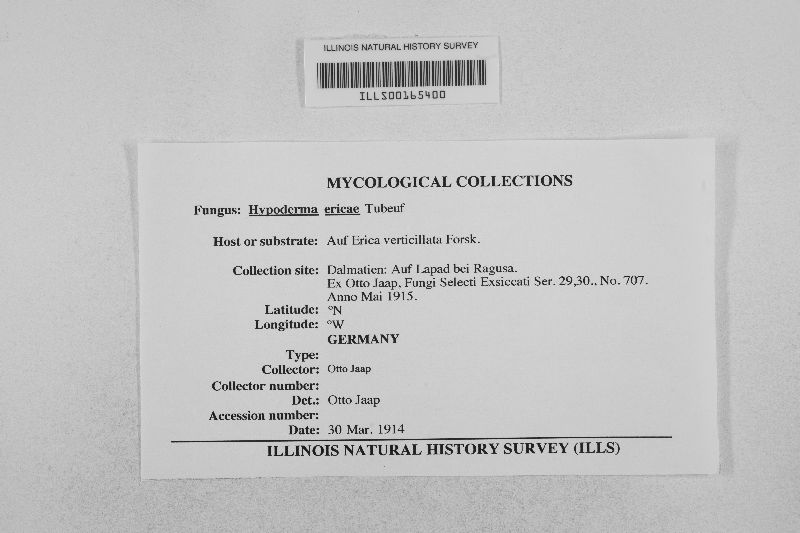 ILLINOIS NATURAL HISTORY SURVEY
ILLS00165400
MYCOLOGICAL COLLECTIONS
Fungus: Hypoderma ericae Tubeuf
Host or substrate: Auf Erica verticillata Forsk.
Collection site: Dalmatien: Auf Lapad bei Ragusa.
Ex Otto Jaap, Fungi Selecti Exsiccati Ser. 29,30., No. 707.
Anno Mai 1915.
Latitude: °N
Longitude: °W
GERMANY
Type:
Collector: Otto Jaap
Collector number:
Det.: Otto Jaap
Accession number:
Date: 30 Mar. 1914
ILLINOIS NATURAL HISTORY SURVEY (ILLS)